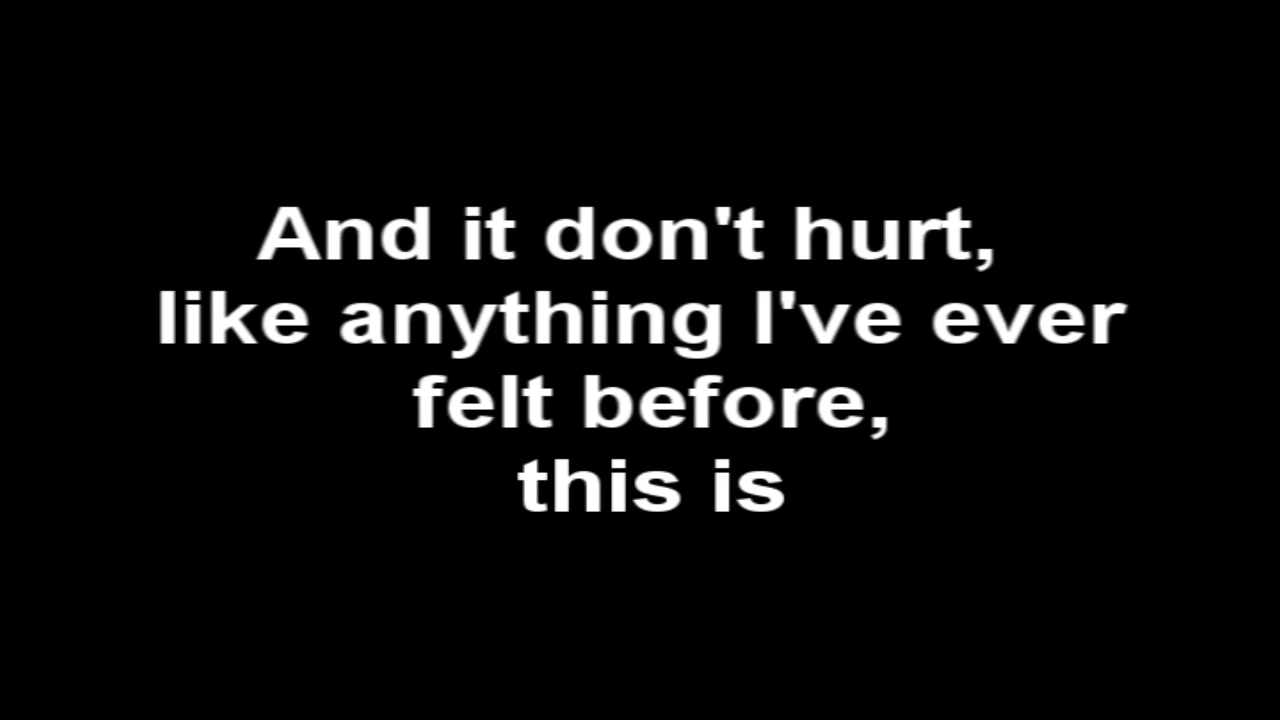 And it don't hurt,
like anything I've ever
felt before,
this is